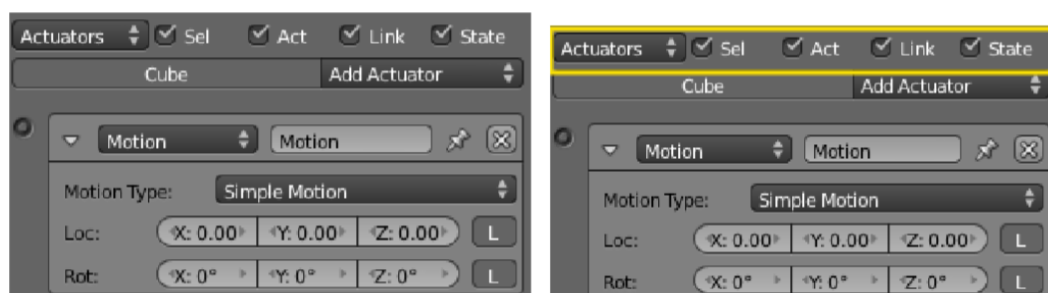 Actuators Sel Act Link State
Cube Add Actuator
Motion Motion
Motion Type: Simple Motion
Loc: X: 0.00 Y: 0.00 Z: 0.00 L
Rot: X: 0° Y: 0° Z: 0° L
Actuators Sel Act Link State
Cube Add Actuator
Motion Motion
Motion Type: Simple Motion
Loc: X: 0.00 Y: 0.00 Z: 0.00 L
Rot: X: 0° Y: 0° Z: 0° L